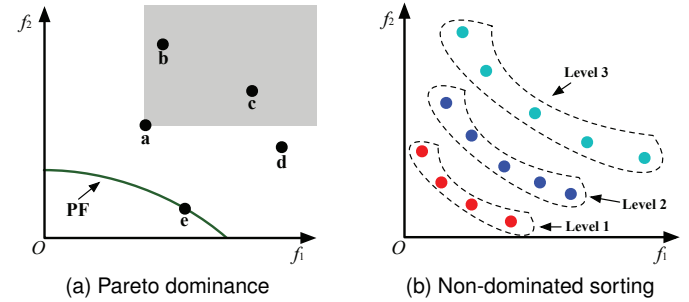 f2
b
c
a
d
PF
e
O
f1
(a) Pareto dominance
f2
Level 3
Level 2
Level 1
O
f1
(b) Non-dominated sorting